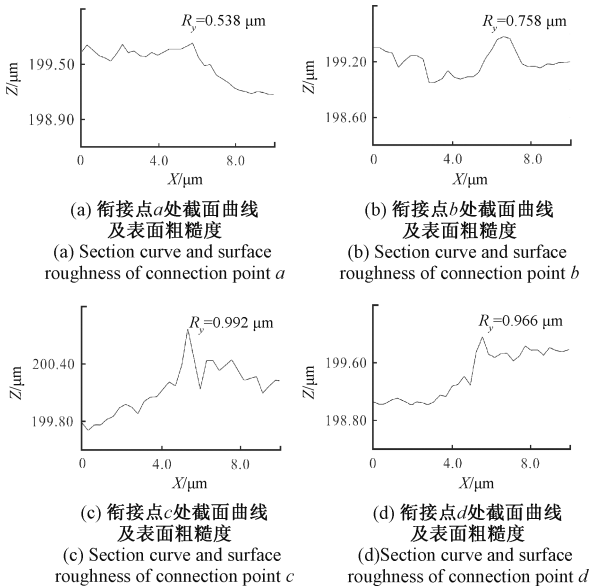 Ry=0.538 μm
Z/μm
199.50
198.90
0
4.0
8.0
X/μm
(a) 衔接点a处截面曲线
及表面粗糙度
(a) Section curve and surface
roughness of connection point a
Ry=0.758 μm
Z/μm
199.20
198.60
0
4.0
8.0
X/μm
(b) 衔接点b处截面曲线
及表面粗糙度
(b) Section curve and surface
roughness of connection point b
Ry=0.992 μm
Z/μm
200.40
199.80
0
4.0
8.0
X/μm
(c) 衔接点c处截面曲线
及表面粗糙度
(c) Section curve and surface
roughness of connection point c
Ry=0.966 μm
Z/μm
199.60
198.80
0
4.0
8.0
X/μm
(d) 衔接点d处截面曲线
及表面粗糙度
(d)Section curve and surface
roughness of connection point d